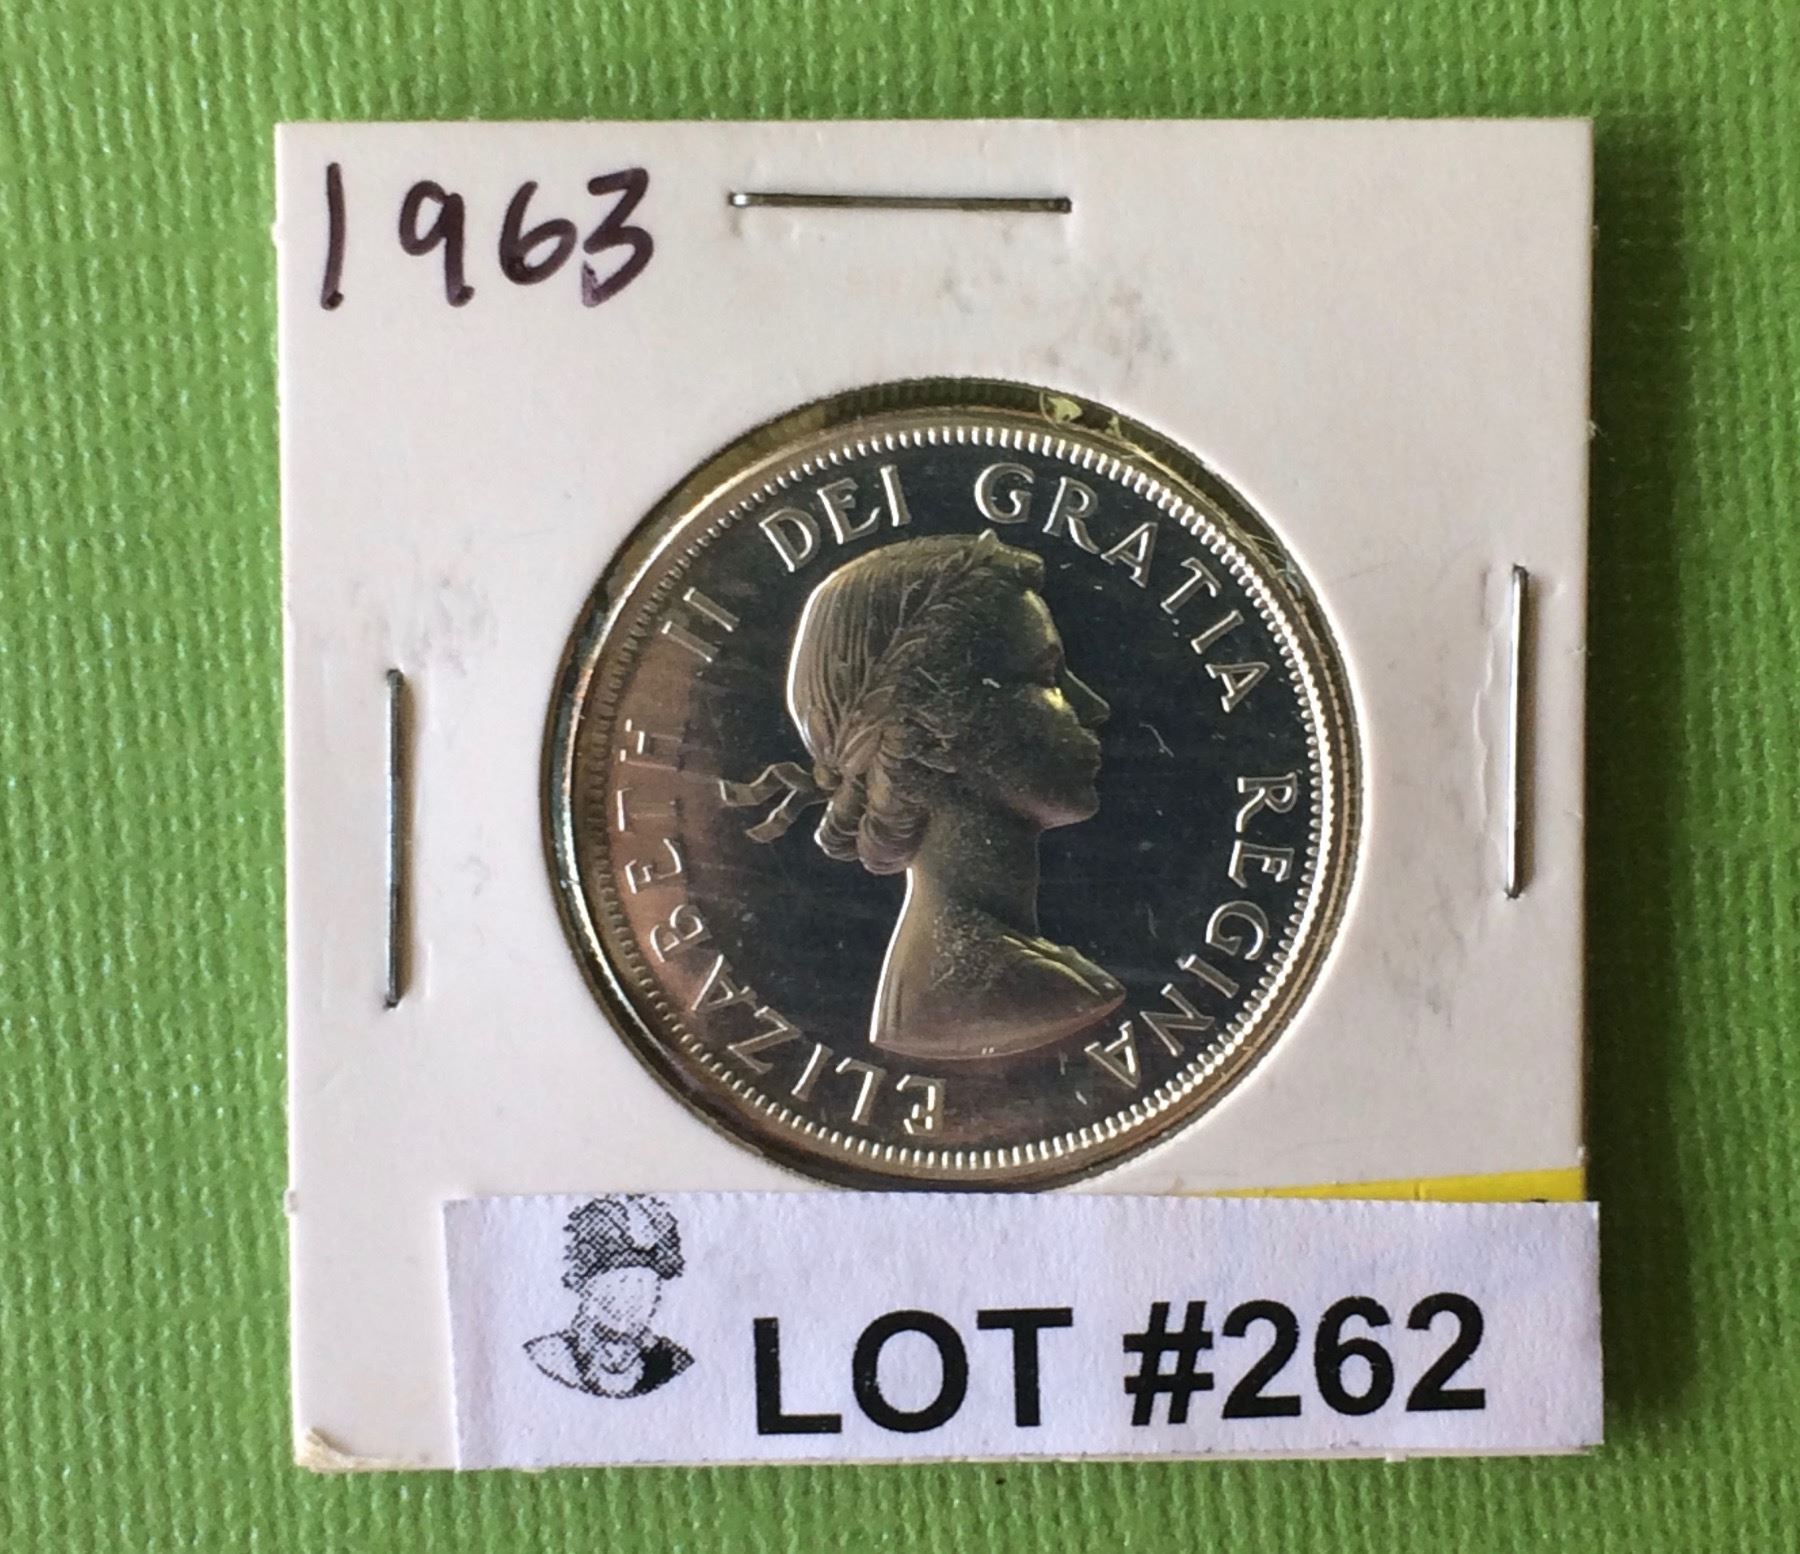 1963
ELIZABETH II DEI GRATIA REGINA
LOT #262